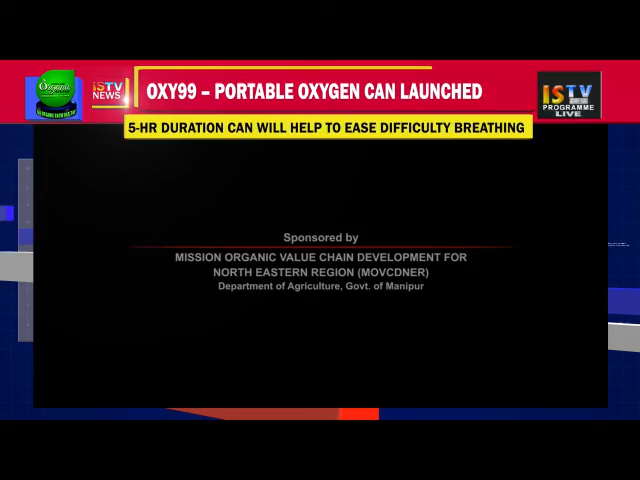 Organic
ISTV
NEWS
OXY99 – PORTABLE OXYGEN CAN LAUNCHED
ISTV
PROGRAMME
LIVE
5-HR DURATION CAN WILL HELP TO EASE DIFFICULTY BREATHING
Sponsored by
MISSION ORGANIC VALUE CHAIN DEVELOPMENT FOR
NORTH EASTERN REGION (MOVCDNER)
Department of Agriculture, Govt. of Manipur